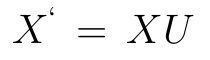 X‘ = XU